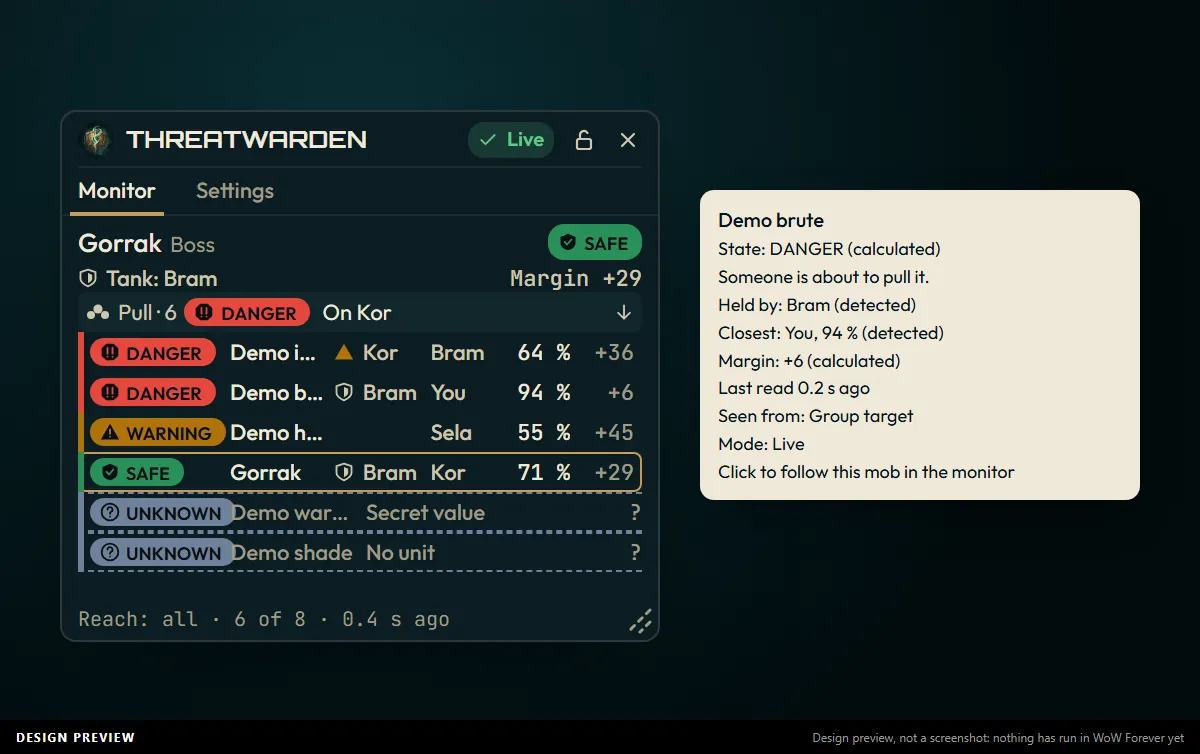 THREATWARDEN Live
Monitor Settings
Gorrak Boss SAFE
Tank: Bram Margin +29
Pull · 6 DANGER On Kor
DANGER Demo i... Kor Bram 64 % +36
DANGER Demo b... Bram You 94 % +6
WARNING Demo h... Sela 55 % +45
SAFE Gorrak Bram Kor 71 % +29
UNKNOWN Demo war... Secret value ?
UNKNOWN Demo shade No unit ?
Reach: all · 6 of 8 · 0.4 s ago
Demo brute
State: DANGER (calculated)
Someone is about to pull it.
Held by: Bram (detected)
Closest: You, 94 % (detected)
Margin: +6 (calculated)
Last read 0.2 s ago
Seen from: Group target
Mode: Live
Click to follow this mob in the monitor
DESIGN PREVIEW
Design preview, not a screenshot: nothing has run in WoW Forever yet